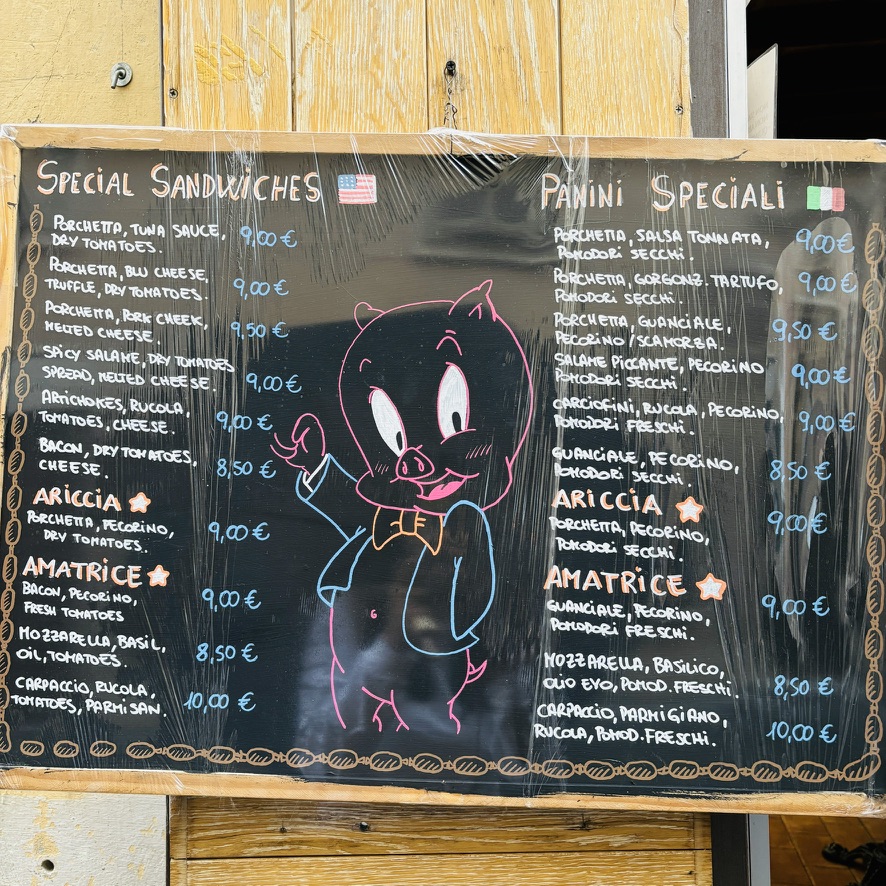 SPECIAL SANDWICHES
PORCHETTA, TUNA SAUCE, 9,00 €
DRY TOMATOES.
PORCHETTA, BLU CHEESE,
TRUFFLE, DRY TOMATOES. 9,00 €
PORCHETTA, PORK CHEEK, 9,50 €
MELTED CHEESE.
SPICY SALAME, DRY TOMATOES
SPREAD, MELTED CHEESE. 9,00 €
ARTICHOKES, RUCOLA,
TOMATOES, CHEESE. 9,00 €
BACON, DRY TOMATOES,
CHEESE. 8,50 €
ARICCIA
PORCHETTA, PECORINO, 9,00 €
DRY TOMATOES.
AMATRICE
BACON, PECORINO, 9,00 €
FRESH TOMATOES
MOZZARELLA, BASIL,
OIL, TOMATOES. 8,50 €
CARPACCIO, RUCOLA,
TOMATOES, PARMISAN. 10,00 €
PANINI SPECIALI
PORCHETTA, SALSA TONNATA, 9,00 €
POMODORI SECCHI.
PORCHETTA, GORGONZ. TARTUFO, 9,00 €
POMODORI SECCHI.
PORCHETTA, GUANCIALE, 9,50 €
PECORINO/SCAMORZA.
SALAME PICCANTE, PECORINO 9,00 €
POMODORI SECCHI.
CARCIOFINI, RUCOLA, PECORINO, 9,00 €
POMODORI FRESCHI.
GUANCIALE, PECORINO, 8,50 €
POMODORI SECCHI.
ARICCIA
PORCHETTA, PECORINO, 9,00 €
POMODORI SECCHI.
AMATRICE
GUANCIALE, PECORINO, 9,00 €
POMODORI FRESCHI.
MOZZARELLA, BASILICO,
OLIO EVO, POMOD. FRESCHI. 8,50 €
CARPACCIO, PARMIGIANO,
RUCOLA, POMOD. FRESCHI. 10,00 €